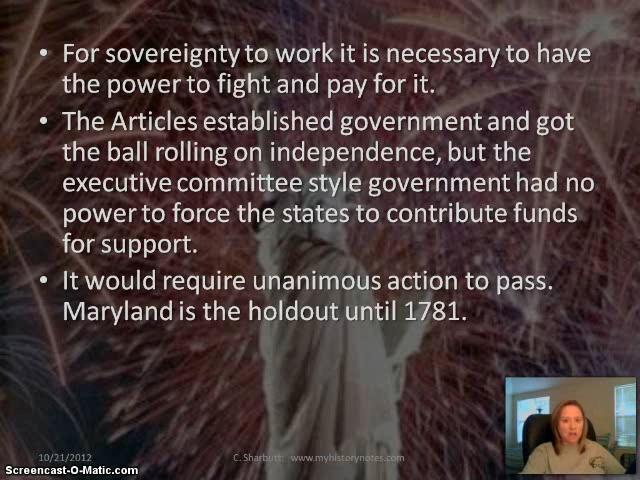 • For sovereignty to work it is necessary to have
the power to fight and pay for it.
• The Articles established government and got
the ball rolling on independence, but the
executive committee style government had no
power to force the states to contribute funds
for support.
• It would require unanimous action to pass.
Maryland is the holdout until 1781.
10/21/2012
C. Sharbutt: www.myhistorynotes.com
Screencast-O-Matic.com